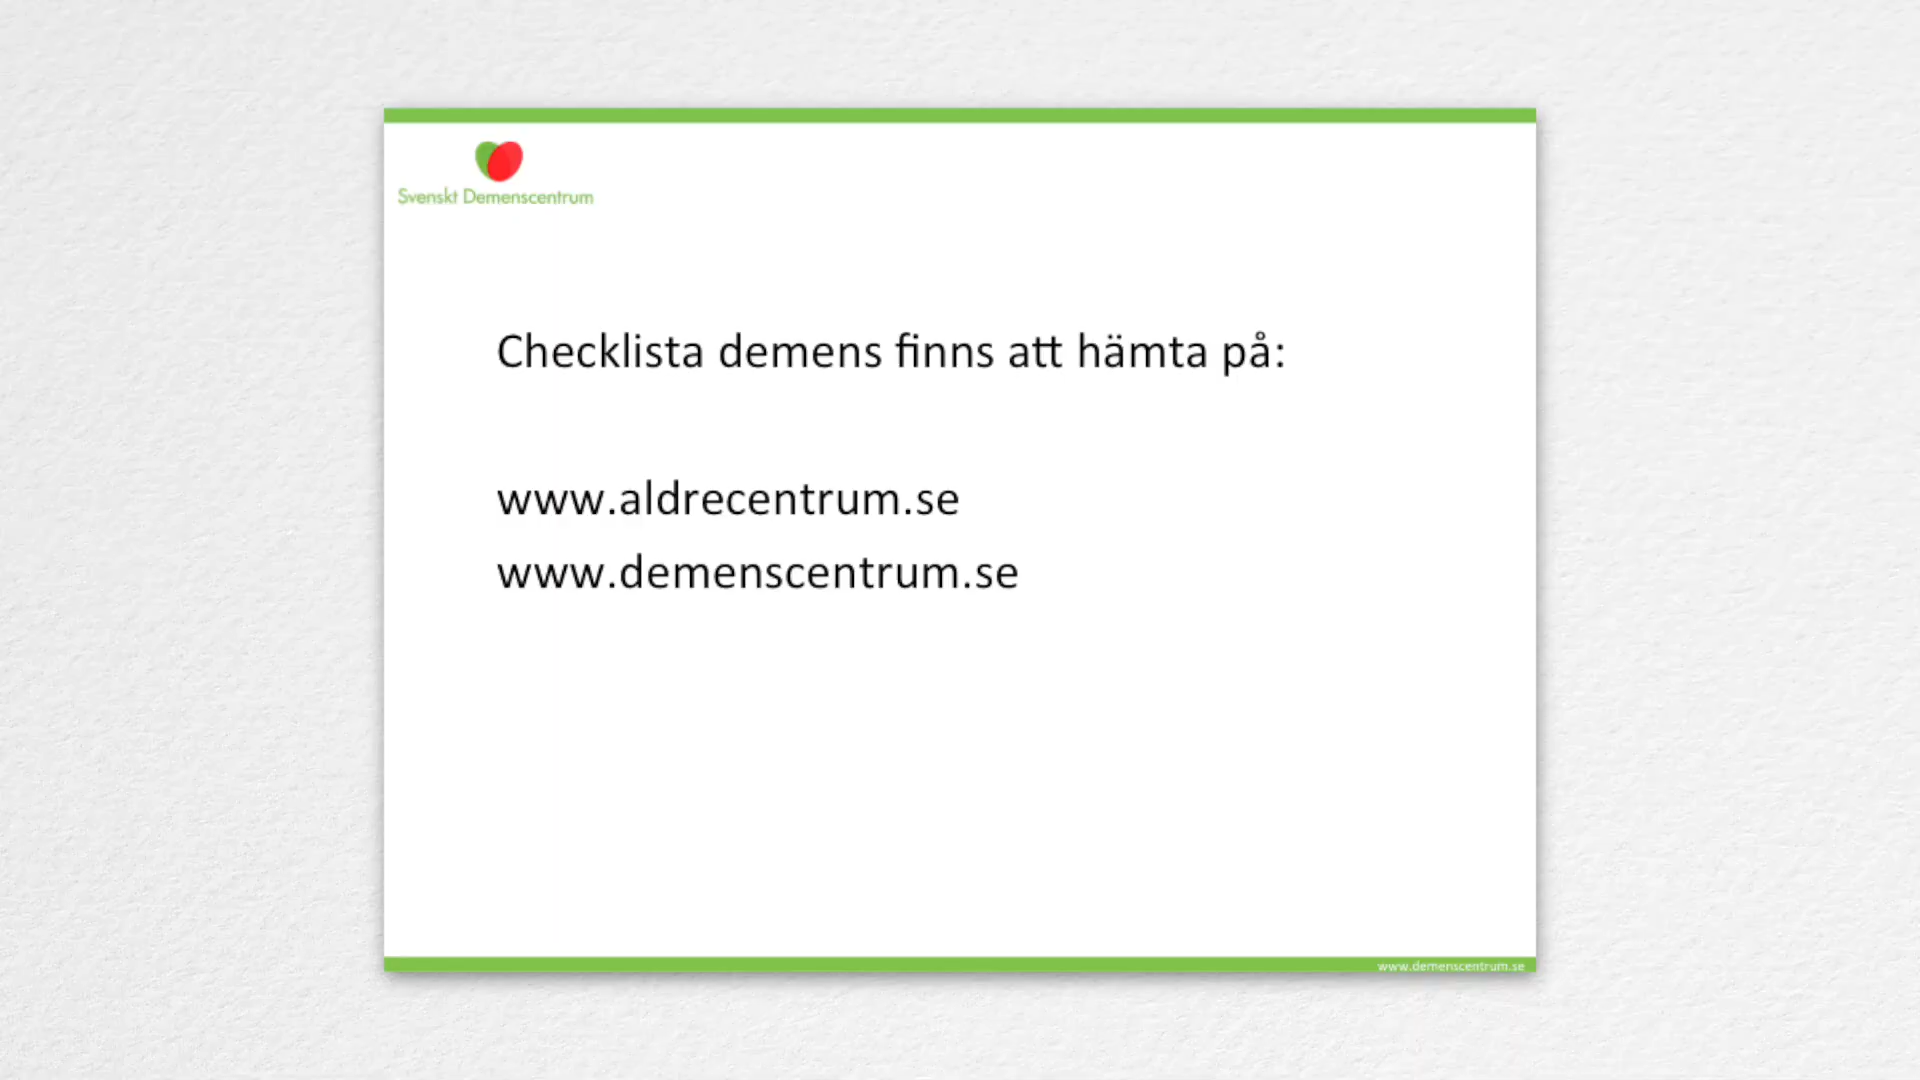 Svenskt Demenscentrum
Checklista demens finns att hämta på:
www.aldrecentrum.se
www.demenscentrum.se
www.demenscentrum.se